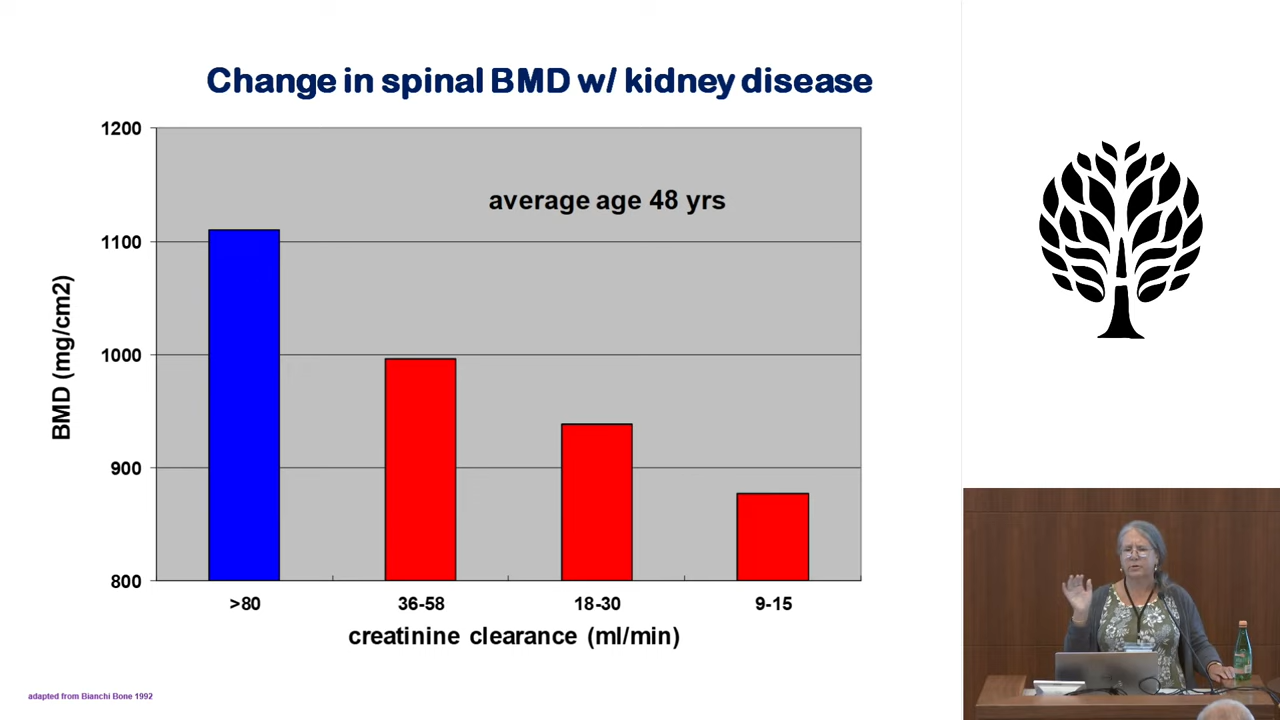 Change in spinal BMD w/ kidney disease
1200
average age 48 yrs
1100
1000
900
800
BMD (mg/cm2)
>80
36-58
18-30
9-15
creatinine clearance (ml/min)
adapted from Bianchi Bone 1992